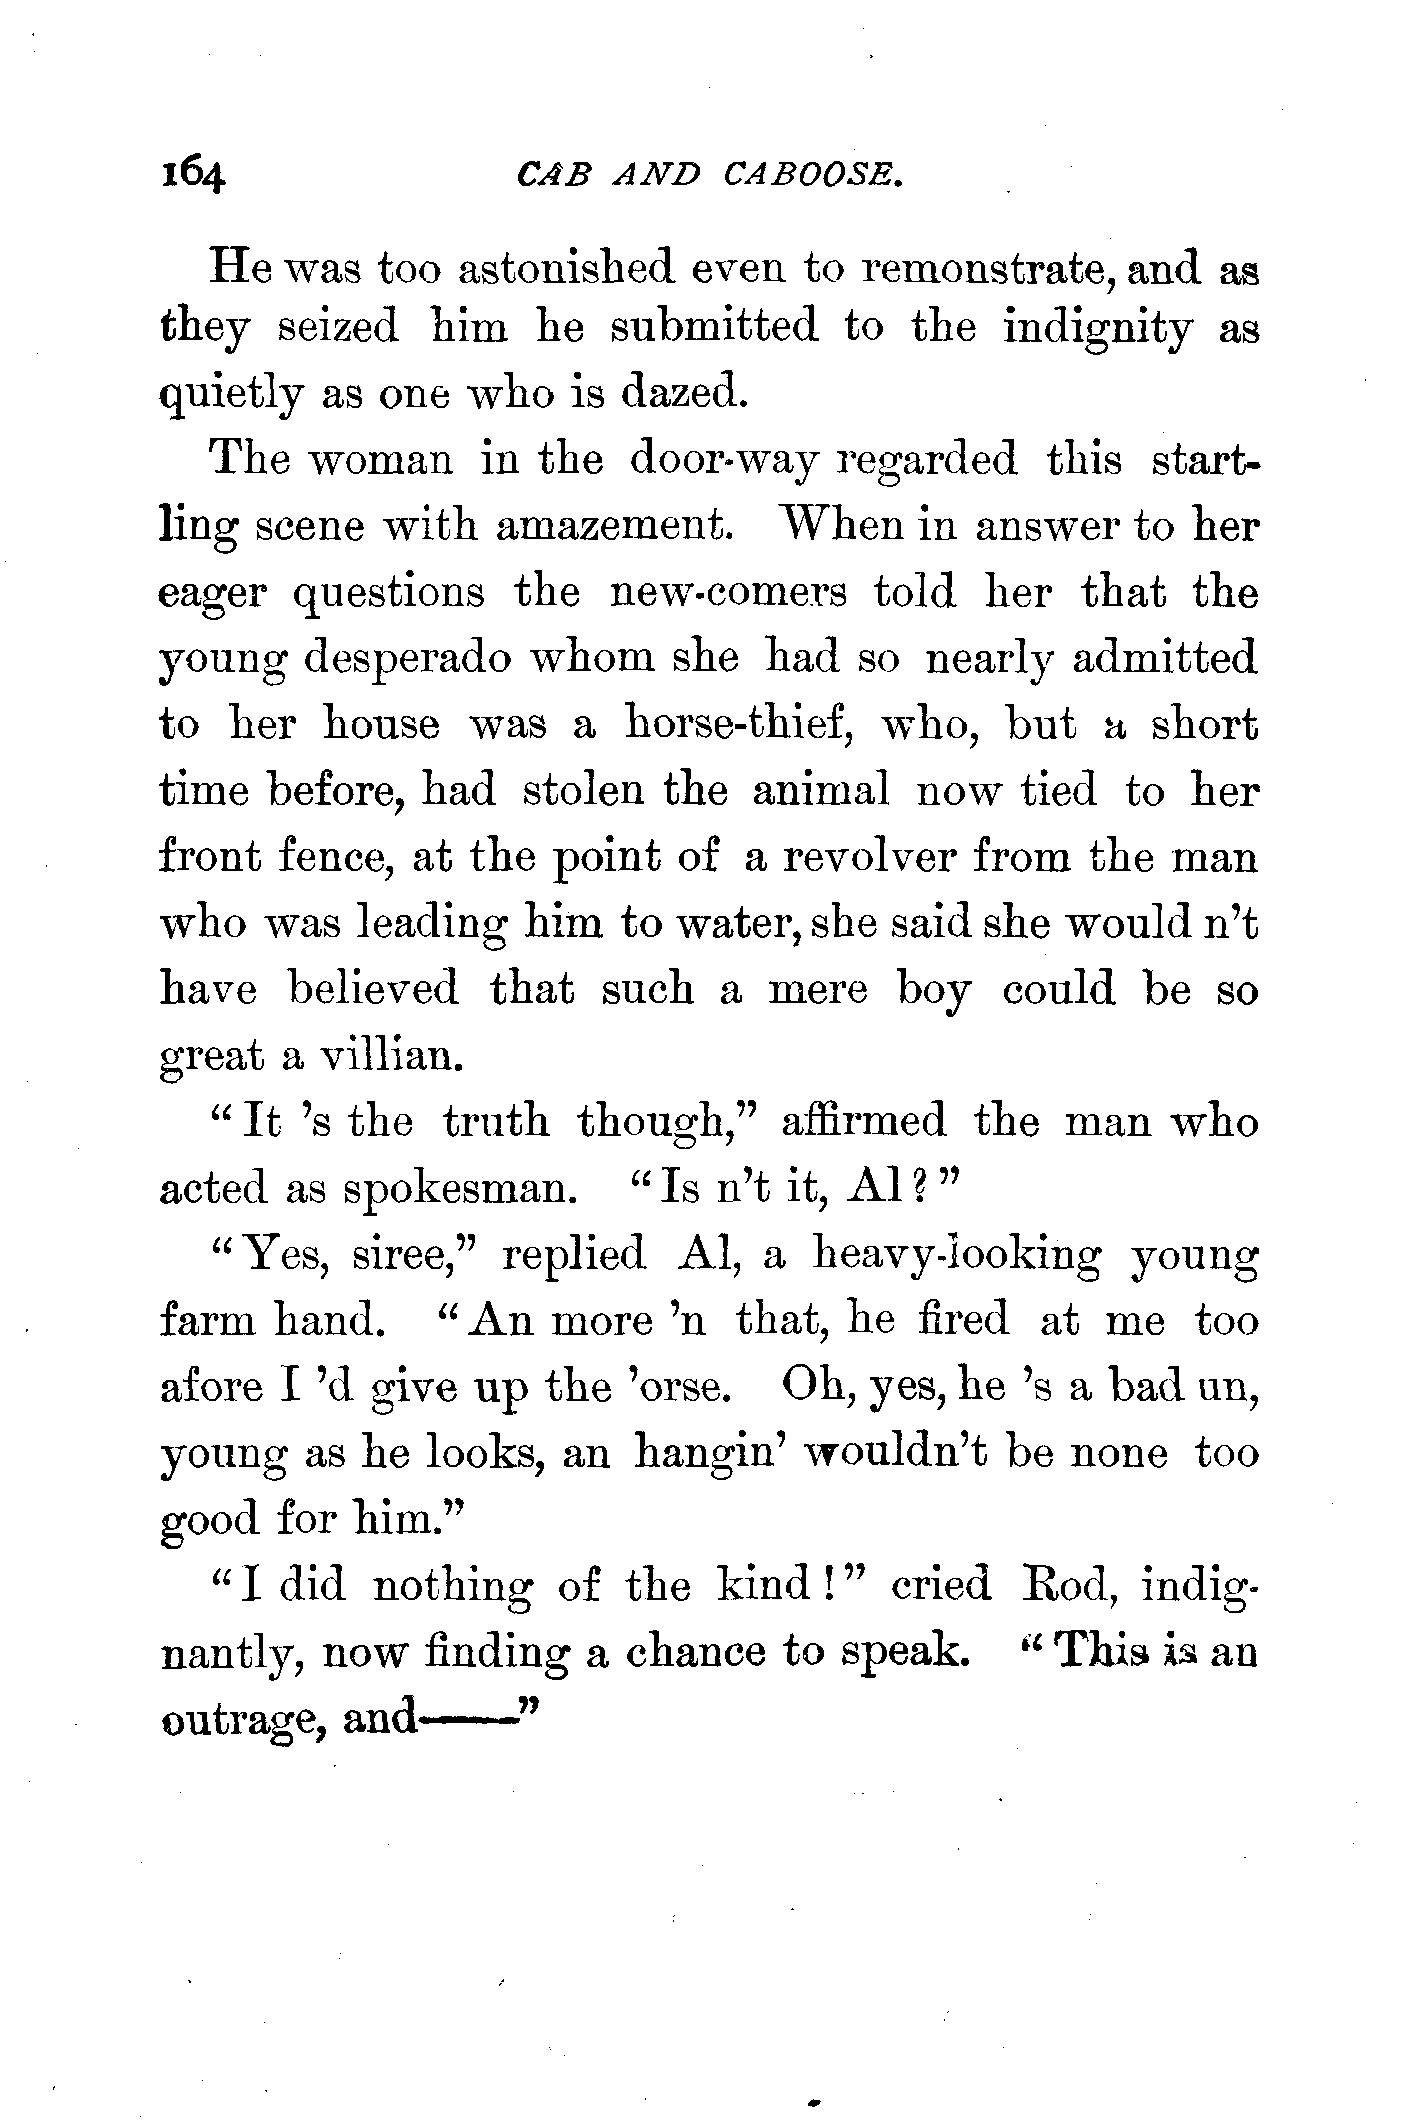 164 CAB AND CABOOSE.
He was too astonished even to remonstrate, and as
they seized him he submitted to the indignity as
quietly as one who is dazed.
The woman in the door-way regarded this start-
ling scene with amazement. When in answer to her
eager questions the new-comers told her that the
young desperado whom she had so nearly admitted
to her house was a horse-thief, who, but a short
time before, had stolen the animal now tied to her
front fence, at the point of a revolver from the man
who was leading him to water, she said she would n't
have believed that such a mere boy could be so
great a villian.
“ It 's the truth though,” affirmed the man who
acted as spokesman. “ Is n't it, Al ? ”
“ Yes, siree,” replied Al, a heavy-looking young
farm hand. “ An more 'n that, he fired at me too
afore I 'd give up the 'orse. Oh, yes, he 's a bad un,
young as he looks, an hangin' wouldn't be none too
good for him.”
“ I did nothing of the kind ! ” cried Rod, indig-
nantly, now finding a chance to speak. “ This is an
outrage, and——”